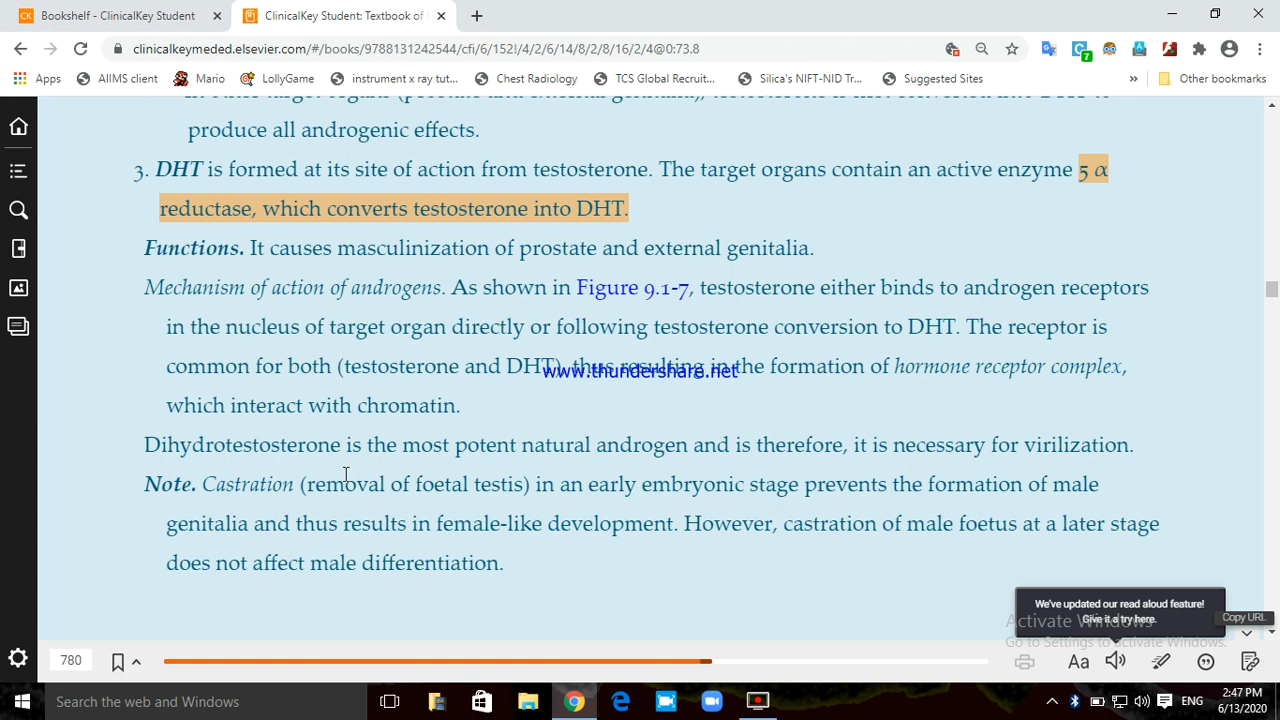 Bookshelf - ClinicalKey Student
ClinicalKey Student: Textbook of
clinicalkeymeded.elsevier.com/#/books/9788131242544/cfi/6/152!/4/2/6/14/8/2/8/16/2/4@0:73.8
7
Apps
AIIMS client
Mario
LollyGame
instrument x ray tut...
Chest Radiology
TCS Global Recruit...
Silica's NIFT-NID Tr...
Suggested Sites
»
Other bookmarks
produce all androgenic effects.
3. DHT is formed at its site of action from testosterone. The target organs contain an active enzyme 5 α
reductase, which converts testosterone into DHT.
Functions. It causes masculinization of prostate and external genitalia.
Mechanism of action of androgens. As shown in Figure 9.1-7, testosterone either binds to androgen receptors
in the nucleus of target organ directly or following testosterone conversion to DHT. The receptor is
common for both (testosterone and DHT), thus resulting in the formation of hormone receptor complex,
www.thundershare.net
which interact with chromatin.
Dihydrotestosterone is the most potent natural androgen and is therefore, it is necessary for virilization.
Note. Castration (removal of foetal testis) in an early embryonic stage prevents the formation of male
genitalia and thus results in female-like development. However, castration of male foetus at a later stage
does not affect male differentiation.
We've updated our read aloud feature!
Give it a try here.
Copy URL
Activate Windows
Go to Settings to activate Windows.
780
Aa
Search the web and Windows
ENG
2:47 PM
6/13/2020